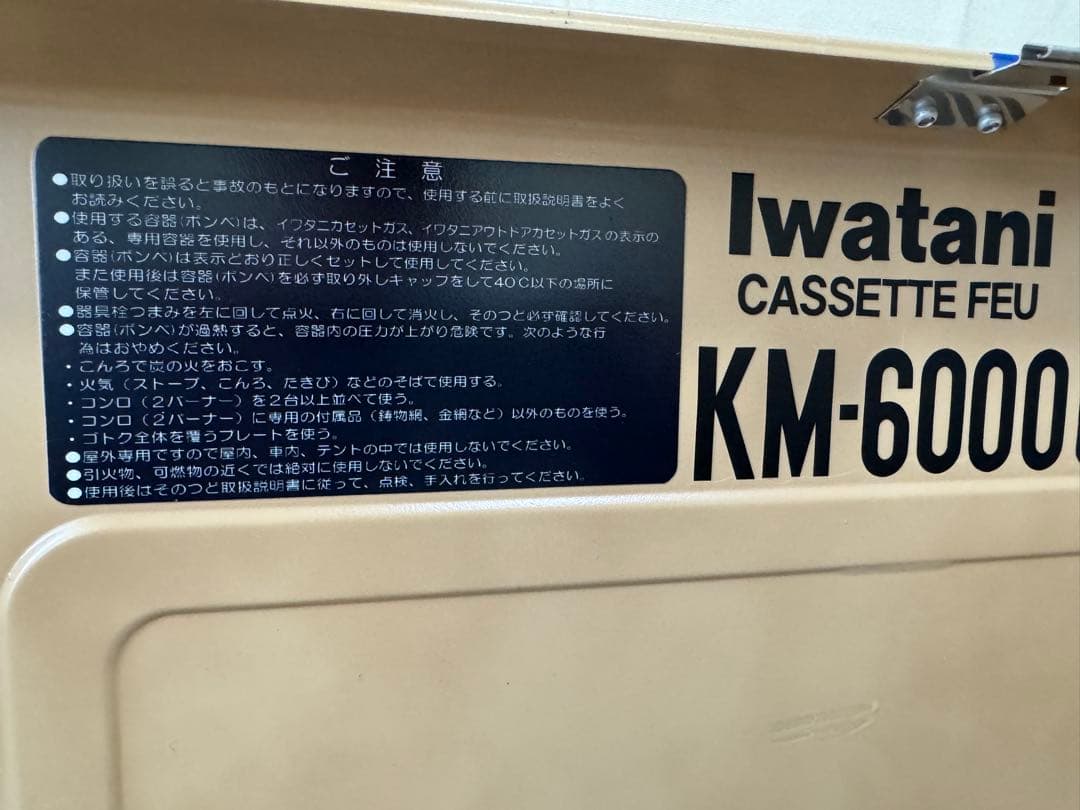 ご注意
●取り扱いを誤ると事故のもとになりますので、使用する前に取扱説明書をよく
お読みください。
●使用する容器(ボンベ)は、イワタニカセットガス、イワタニアウトドアカセットガスの表示の
ある、専用容器を使用し、それ以外のものは使用しないでください。
●容器(ボンベ)は表示どおり正しくセットして使用してください。
また使用後は容器(ボンベ)を必ず取り外しキャップをして40℃以下の場所に
保管してください。
●器具栓つまみを左に回して点火、右に回して消火し、そのつど必ず確認してください。
●容器(ボンベ)が過熱すると、容器内の圧力が上がり危険です。次のような行
為はおやめください。
・こんろで炭の火をおこす。
・火気（ストーブ、こんろ、たきび）などのそばで使用する。
・コンロ（2バーナー）を2台以上並べて使う。
・コンロ（2バーナー）に専用の付属品（鋳物網、金網など）以外のものを使う。
・ゴトク全体を覆うプレートを使う。
●屋外専用ですので屋内、車内、テントの中では使用しないでください。
●引火物、可燃物の近くでは絶対に使用しないでください。
●使用後はそのつど取扱説明書に従って、点検、手入れを行ってください。
Iwatani
CASSETTE FEU
KM-6000